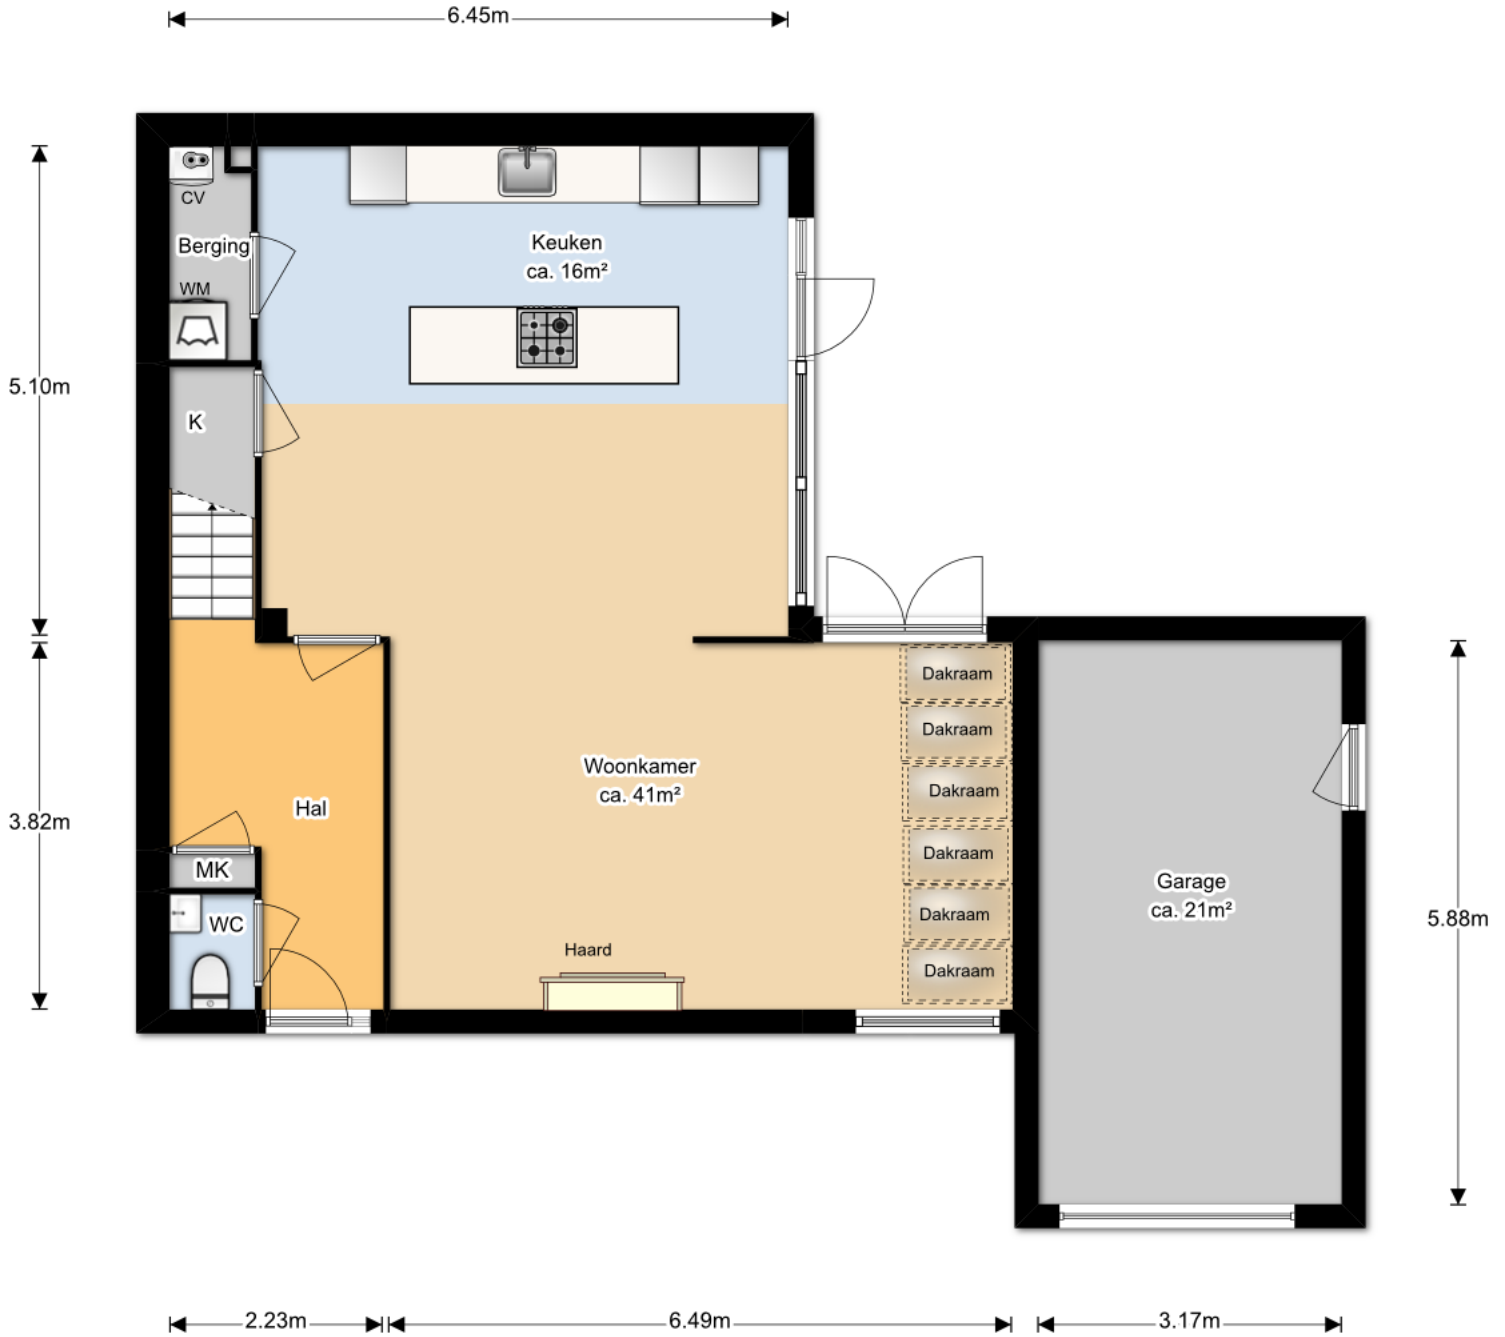 6.45m
CV
Berging
WM
Keuken
ca. 16m²
5.10m
K
Dakraam
Dakraam
Woonkamer
ca. 41m²
Dakraam
Hal
3.82m
Dakraam
MK
Garage
ca. 21m²
WC
Dakraam
5.88m
Haard
Dakraam
2.23m
6.49m
3.17m